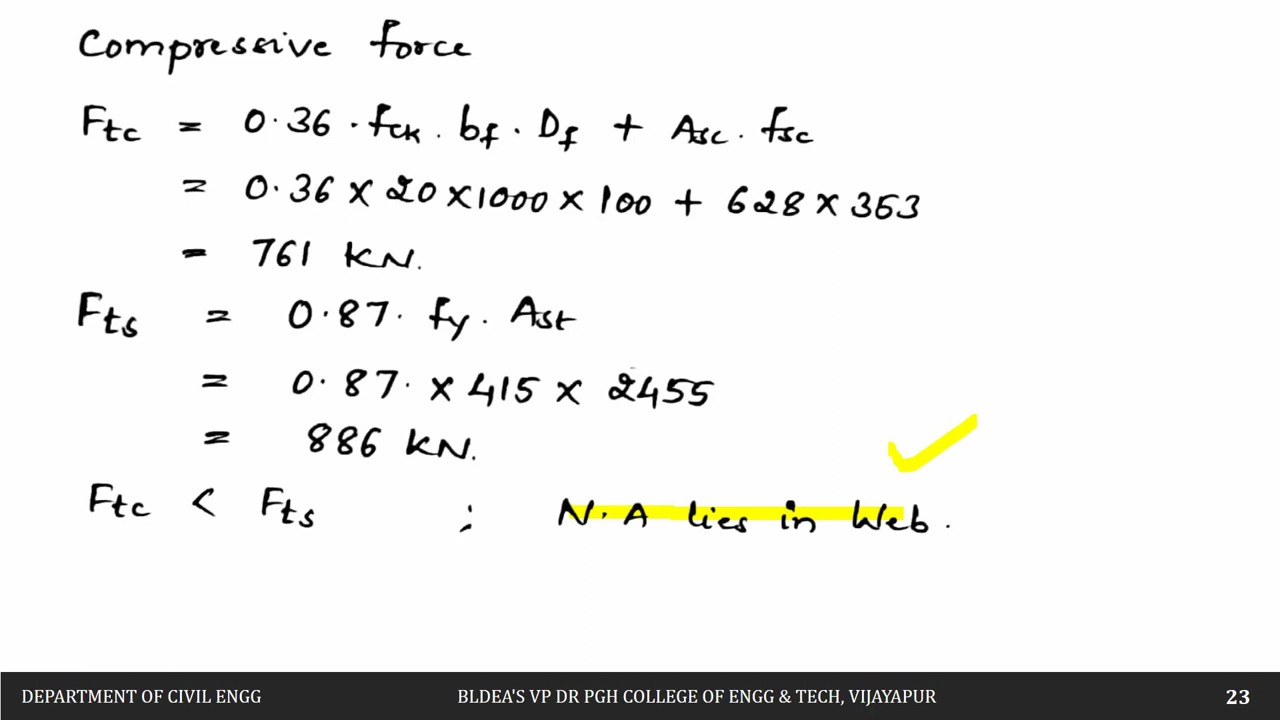 Compressive force
Ftc = 0.36 . fck . bf . Df + Asc . fsc
= 0.36 x 20 x 1000 x 100 + 628 x 353
= 761 KN.
Fts = 0.87 . fy . Ast
= 0.87 . x 415 x 2455
= 886 KN.
Ftc < Fts ; N.A lies in Web.
DEPARTMENT OF CIVIL ENGG BLDEA'S VP DR PGH COLLEGE OF ENGG & TECH, VIJAYAPUR 23